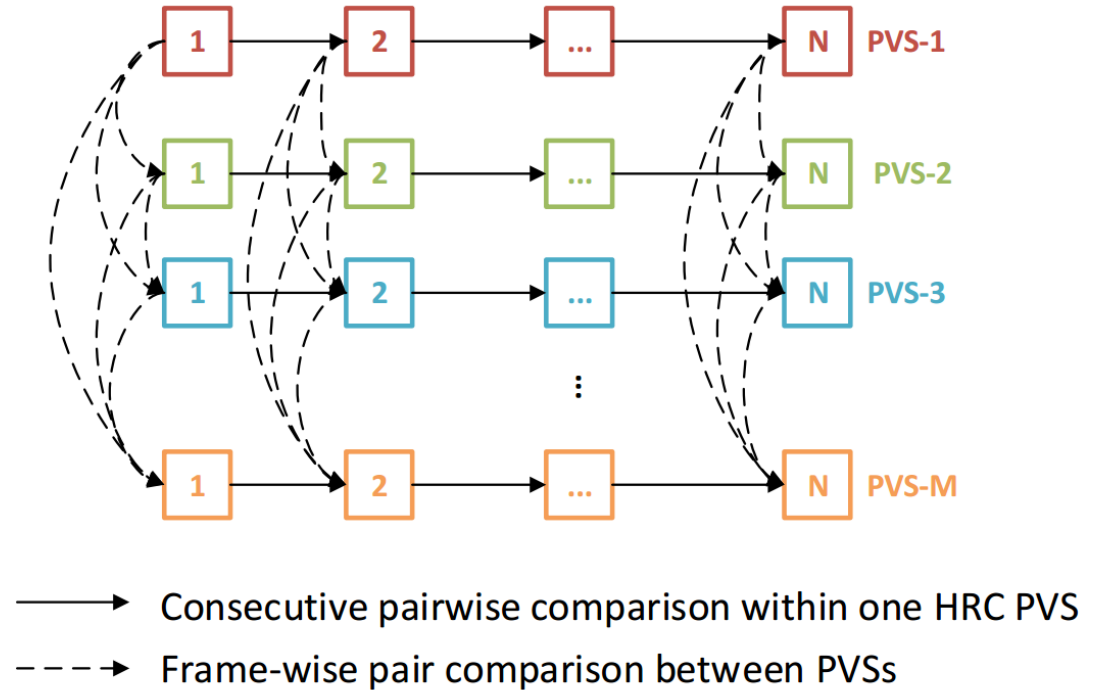 1 2 ... N PVS-1
1 2 ... N PVS-2
1 2 ... N PVS-3
⋮
1 2 ... N PVS-M
Consecutive pairwise comparison within one HRC PVS
Frame-wise pair comparison between PVSs